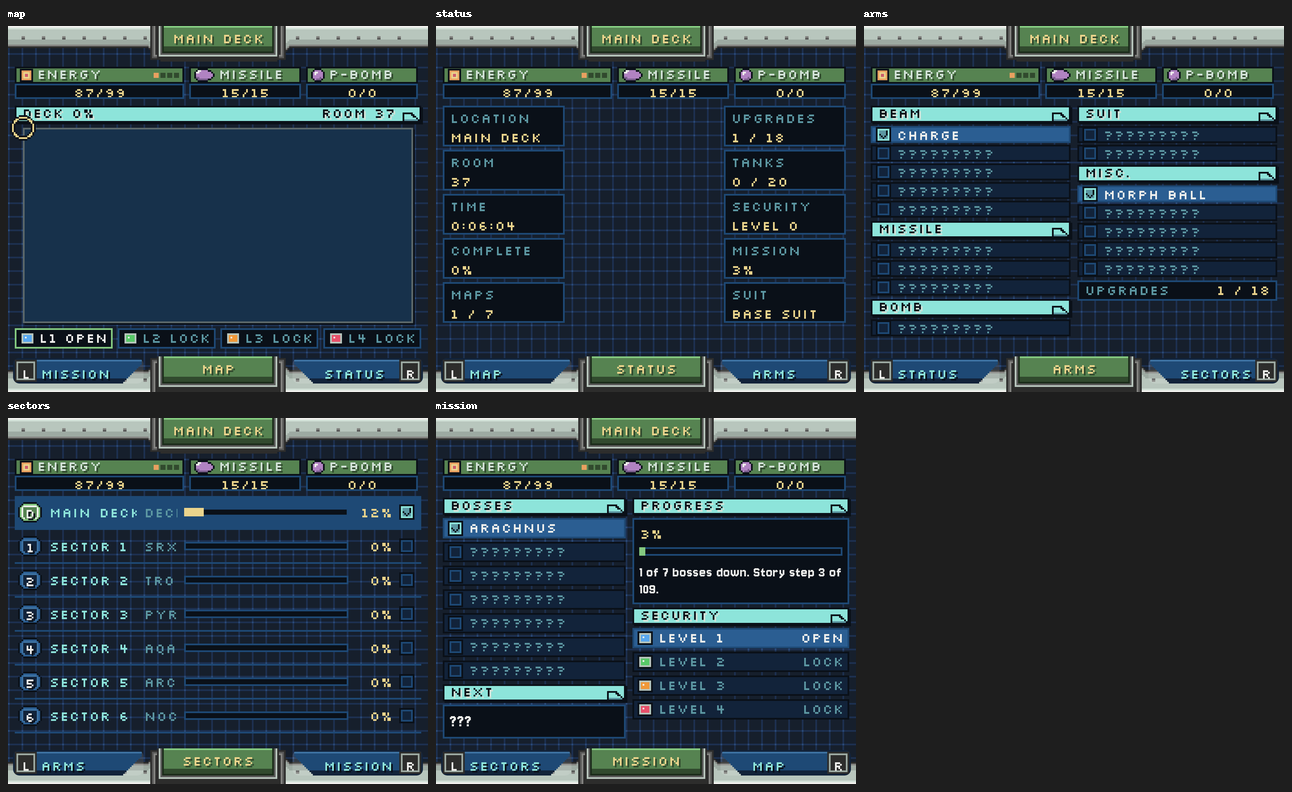 map
MAIN DECK
ENERGY MISSILE P-BOMB
87/99 15/15 0/0
DECK 0% ROOM 37
L1 OPEN L2 LOCK L3 LOCK L4 LOCK
L MISSION MAP STATUS R
status
MAIN DECK
ENERGY MISSILE P-BOMB
87/99 15/15 0/0
LOCATION
MAIN DECK
ROOM
37
TIME
0:06:04
COMPLETE
0%
MAPS
1 / 7
UPGRADES
1 / 18
TANKS
0 / 20
SECURITY
LEVEL 0
MISSION
3%
SUIT
BASE SUIT
L MAP STATUS ARMS R
arms
MAIN DECK
ENERGY MISSILE P-BOMB
87/99 15/15 0/0
BEAM
CHARGE
?????????
?????????
?????????
?????????
MISSILE
?????????
?????????
?????????
BOMB
?????????
SUIT
?????????
?????????
MISC.
MORPH BALL
?????????
?????????
?????????
?????????
UPGRADES 1 / 18
L STATUS ARMS SECTORS R
sectors
MAIN DECK
ENERGY MISSILE P-BOMB
87/99 15/15 0/0
D MAIN DECK DECK 12%
1 SECTOR 1 SRX 0%
2 SECTOR 2 TRO 0%
3 SECTOR 3 PYR 0%
4 SECTOR 4 AQA 0%
5 SECTOR 5 ARC 0%
6 SECTOR 6 NOC 0%
L ARMS SECTORS MISSION R
mission
MAIN DECK
ENERGY MISSILE P-BOMB
87/99 15/15 0/0
BOSSES
ARACHNUS
?????????
?????????
?????????
?????????
?????????
?????????
NEXT
???
PROGRESS
3%
1 of 7 bosses down. Story step 3 of
109.
SECURITY
LEVEL 1 OPEN
LEVEL 2 LOCK
LEVEL 3 LOCK
LEVEL 4 LOCK
L SECTORS MISSION MAP R